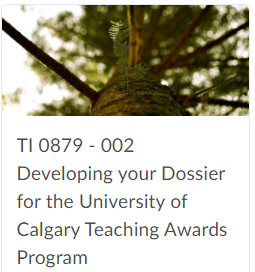 TI 0879 - 002
Developing your Dossier
for the University of
Calgary Teaching Awards
Program